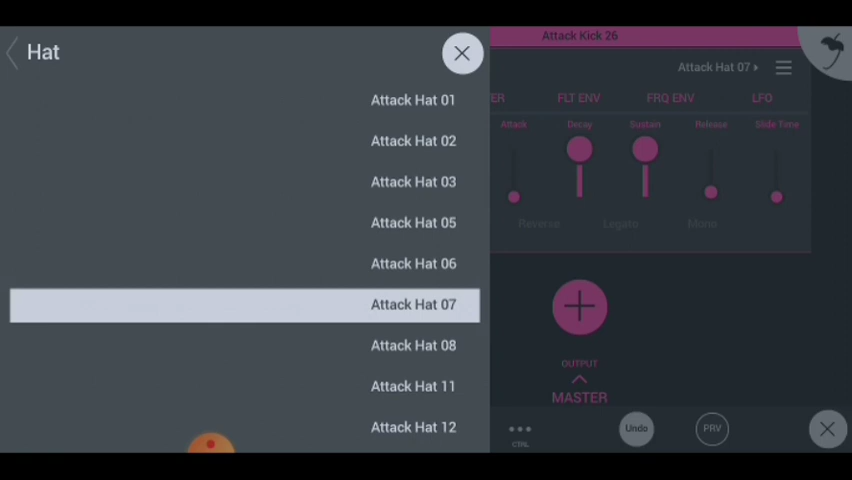 Hat
Attack Hat 01
Attack Hat 02
Attack Hat 03
Attack Hat 05
Attack Hat 06
Attack Hat 07
Attack Hat 08
Attack Hat 11
Attack Hat 12
Attack Kick 26
Attack Hat 07
ER FLT ENV FRQ ENV LFO
Attack Decay Sustain Release Slide Time
Reverse Legato Mono
OUTPUT
MASTER
CTRL Undo PRV